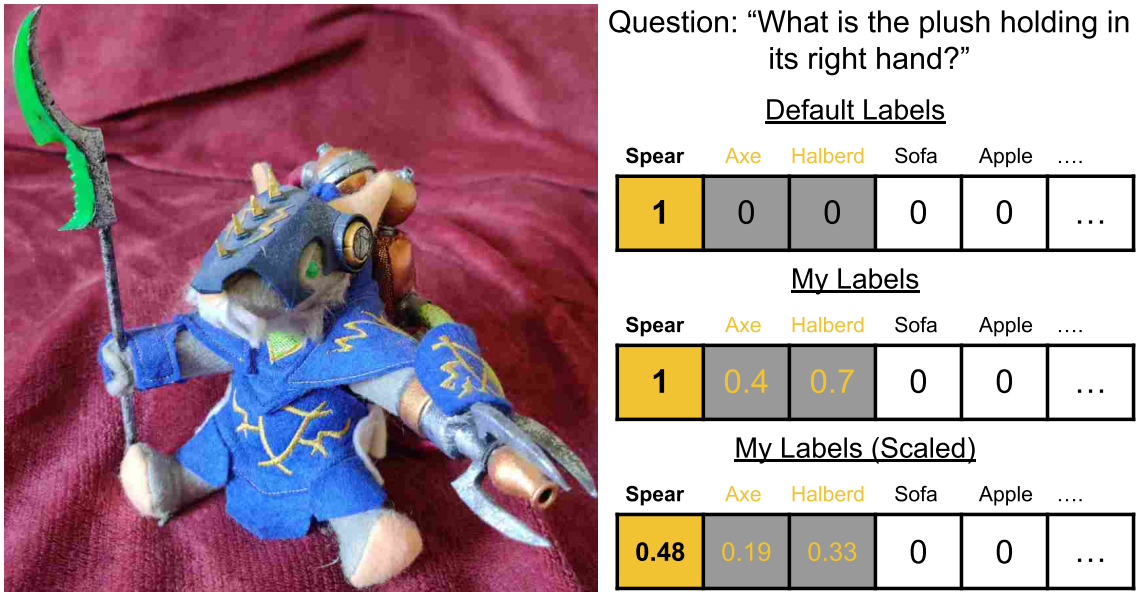 Question: “What is the plush holding in
its right hand?”
Default Labels
Spear Axe Halberd Sofa Apple ....
1 0 0 0 0 ...
My Labels
Spear Axe Halberd Sofa Apple ....
1 0.4 0.7 0 0 ...
My Labels (Scaled)
Spear Axe Halberd Sofa Apple ....
0.48 0.19 0.33 0 0 ...